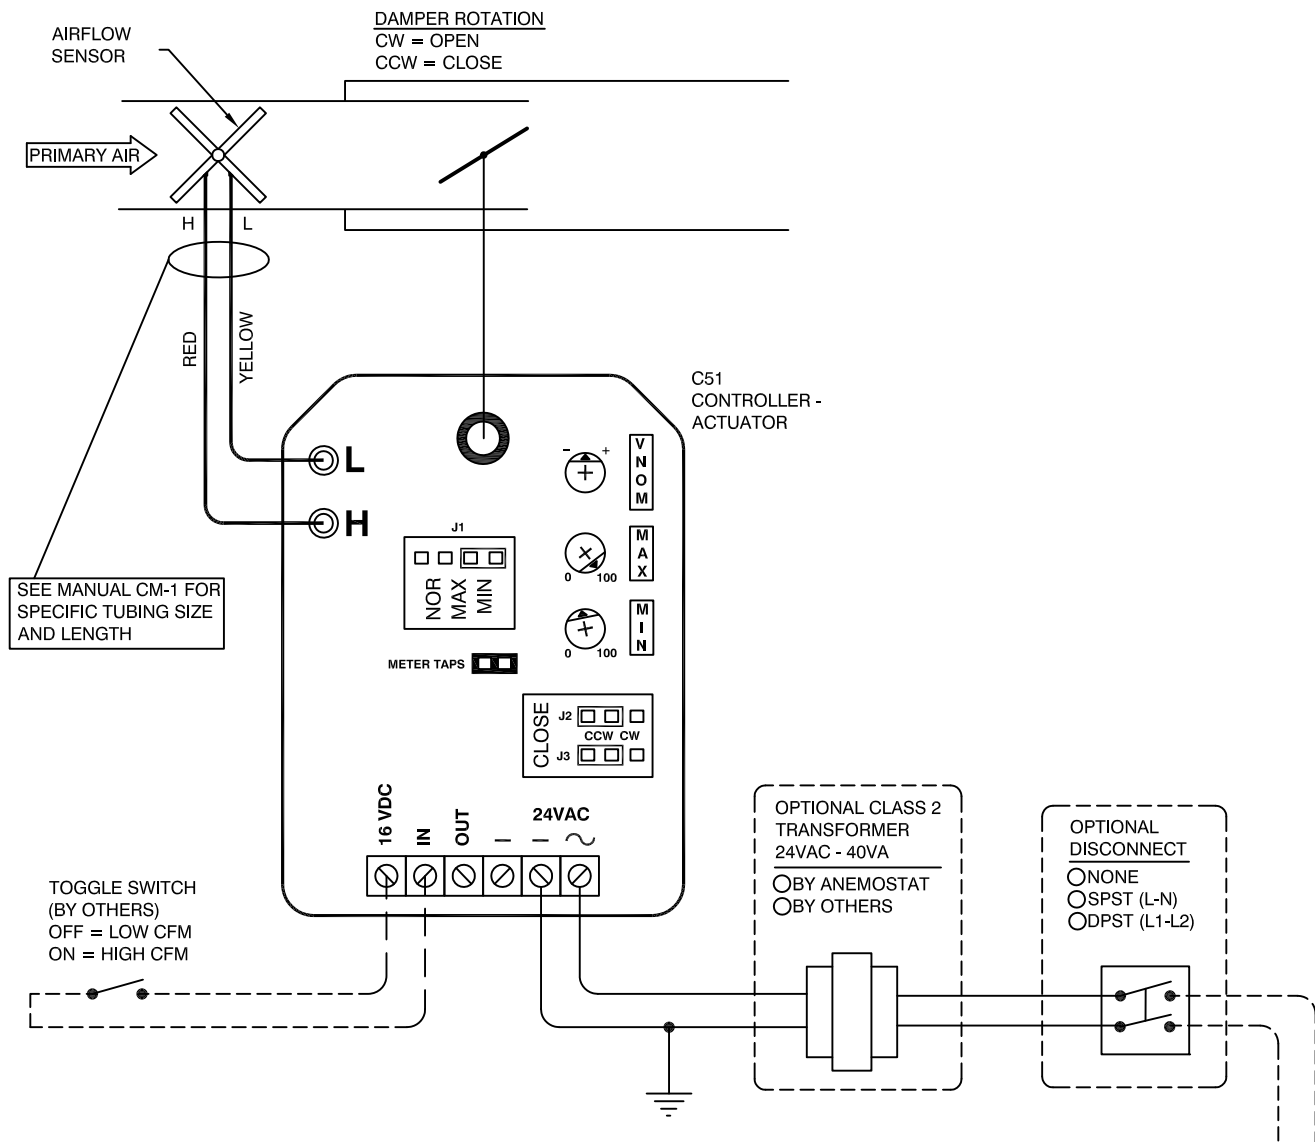 AIRFLOW
SENSOR
DAMPER ROTATION
CW = OPEN
CCW = CLOSE
PRIMARY AIR
H L
RED
YELLOW
C51
CONTROLLER -
ACTUATOR
L
H
- +
VNOM
J1
NOR
MAX
MIN
0 100
MAX
0 100
MIN
SEE MANUAL CM-1 FOR
SPECIFIC TUBING SIZE
AND LENGTH
METER TAPS
CLOSE
J2
CCW CW
J3
16 VDC
IN
OUT
–
24VAC
– ~
TOGGLE SWITCH
(BY OTHERS)
OFF = LOW CFM
ON = HIGH CFM
OPTIONAL CLASS 2
TRANSFORMER
24VAC - 40VA
BY ANEMOSTAT
BY OTHERS
OPTIONAL
DISCONNECT
NONE
SPST (L-N)
DPST (L1-L2)